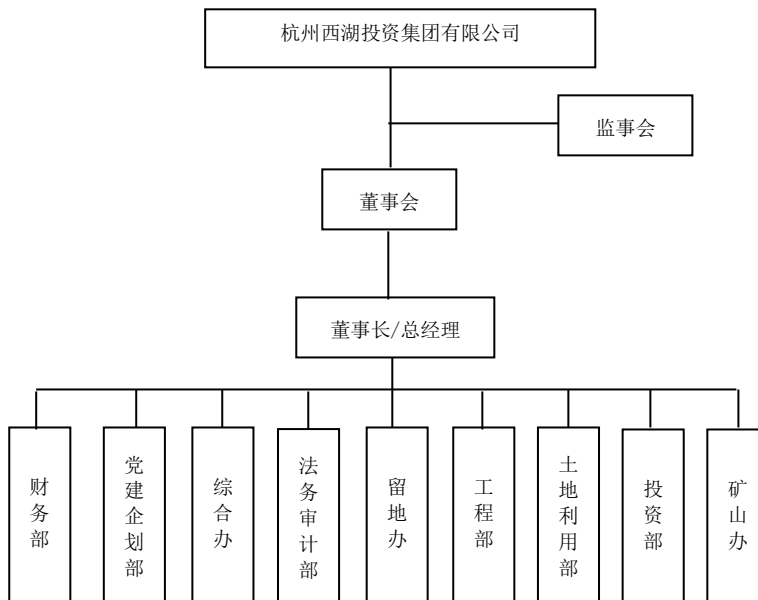 杭州西湖投资集团有限公司
监事会
董事会
董事长/总经理
财务部
党建企划部
综合办
法务审计部
留地办
工程部
土地利用部
投资部
矿山办